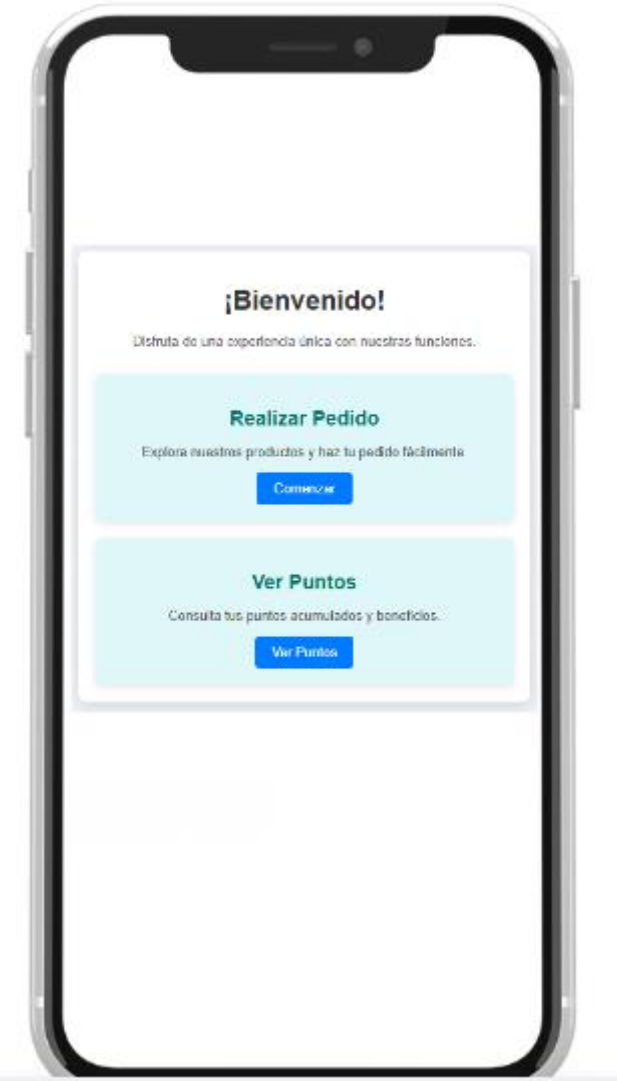 ¡Bienvenido!
Disfruta de una experiencia única con nuestras funciones.
Realizar Pedido
Explora nuestros productos y haz tu pedido fácilmente
Comenzar
Ver Puntos
Consulta tus puntos acumulados y beneficios.
Ver Puntos